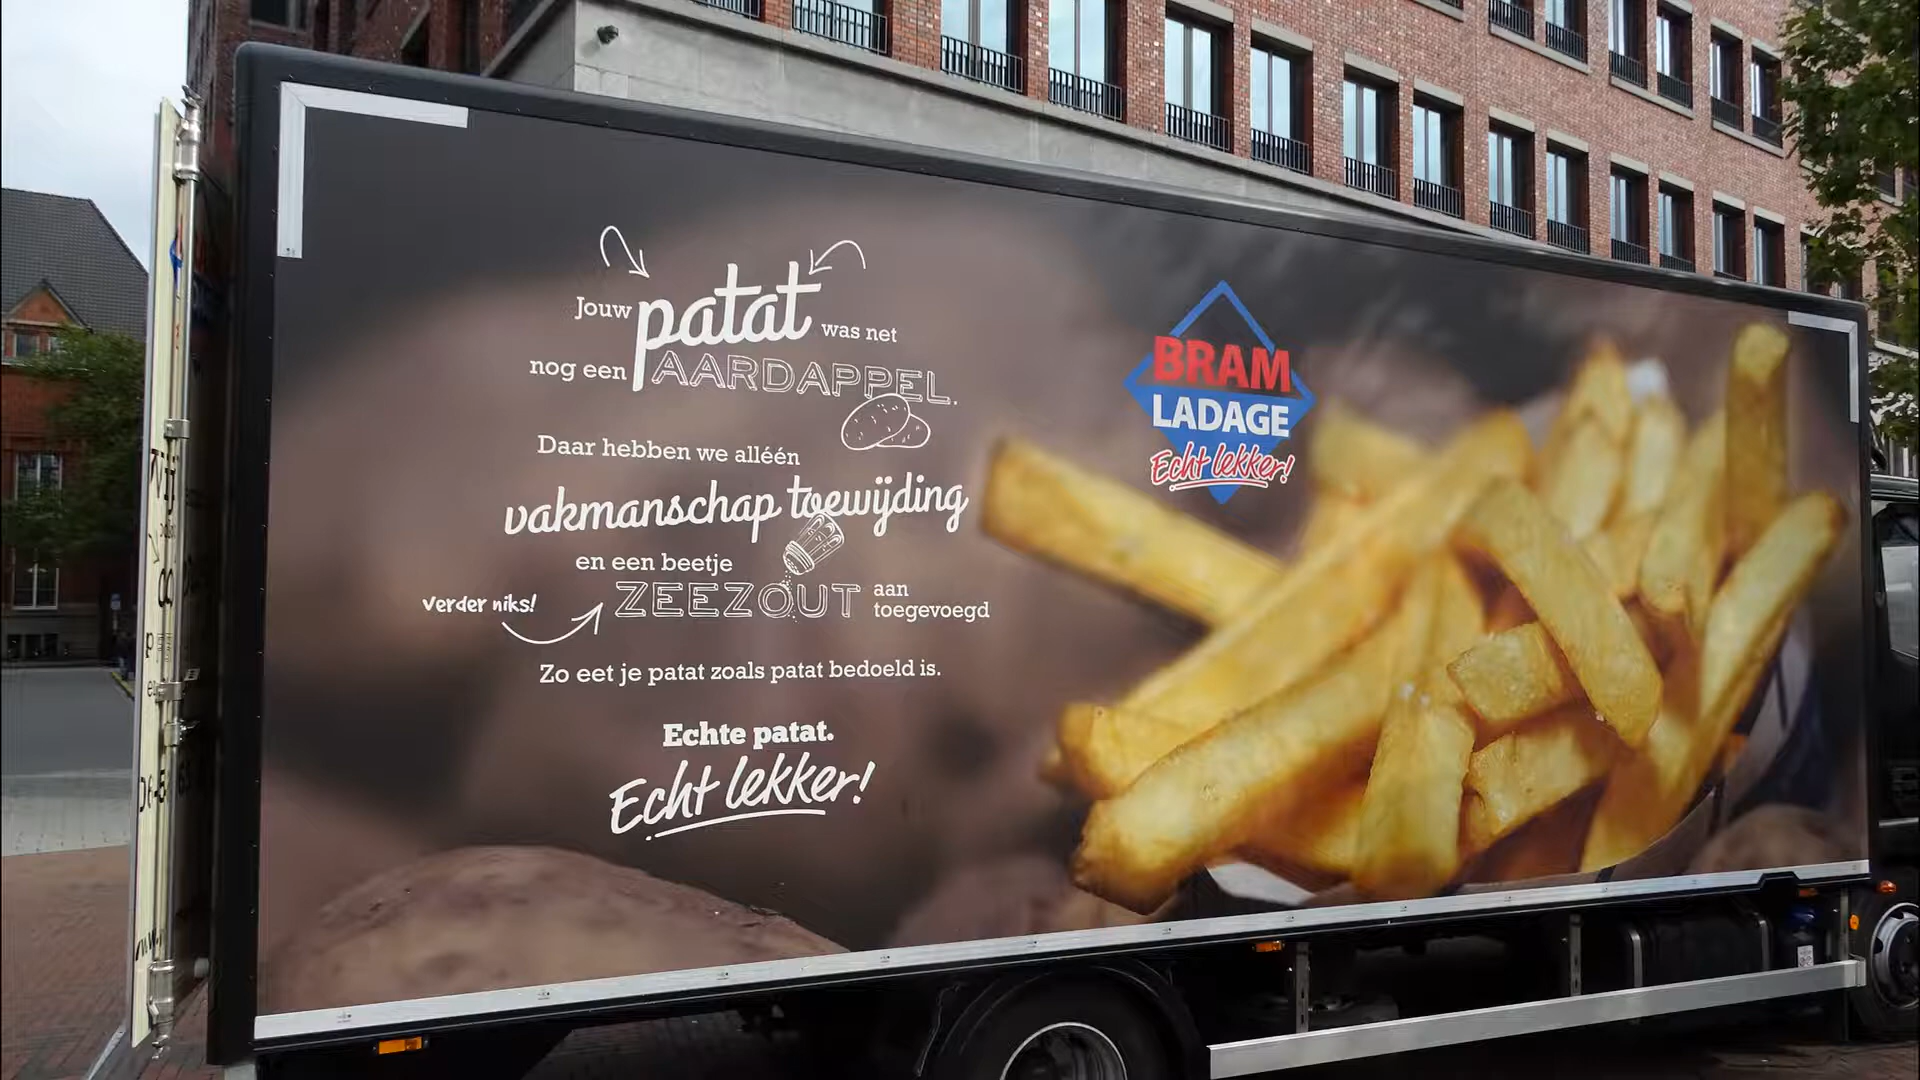 Jouw patat was net
nog een AARDAPPEL.
Daar hebben we alléén
vakmanschap toewijding
en een beetje
verder niks!
ZEEZOUT aan
toegevoegd
Zo eet je patat zoals patat bedoeld is.
Echte patat.
Echt lekker!
BRAM
LADAGE
Echt lekker!